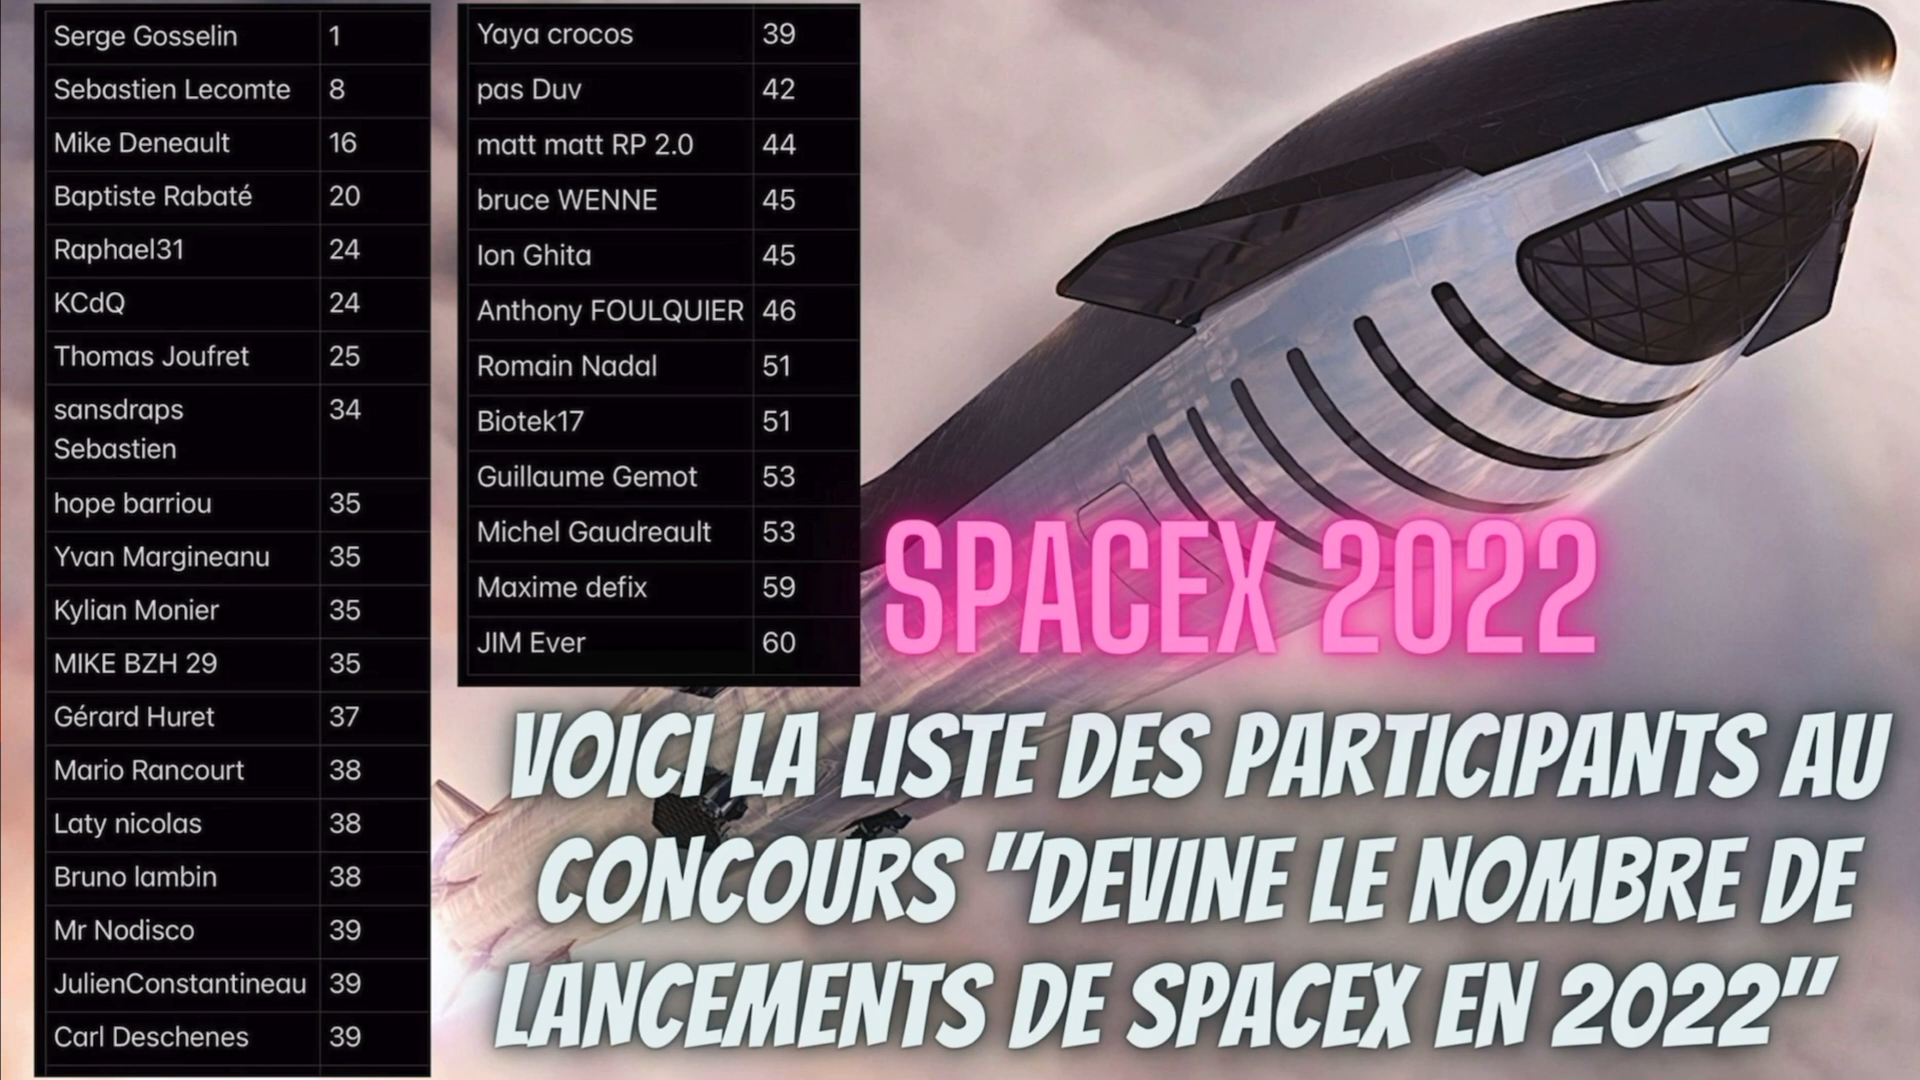 Serge Gosselin 1
Sebastien Lecomte 8
Mike Deneault 16
Baptiste Rabaté 20
Raphael31 24
KCdQ 24
Thomas Joufret 25
sansdraps 34
Sebastien
hope barriou 35
Yvan Margineanu 35
Kylian Monier 35
MIKE BZH 29 35
Gérard Huret 37
Mario Rancourt 38
Laty nicolas 38
Bruno lambin 38
Mr Nodisco 39
JulienConstantineau 39
Carl Deschenes 39
Yaya crocos 39
pas Duv 42
matt matt RP 2.0 44
bruce WENNE 45
Ion Ghita 45
Anthony FOULQUIER 46
Romain Nadal 51
Biotek17 51
Guillaume Gemot 53
Michel Gaudreault 53
Maxime defix 59
JIM Ever 60
SPACEX 2022
VOICI LA LISTE DES PARTICIPANTS AU
CONCOURS "DEVINE LE NOMBRE DE
LANCEMENTS DE SPACEX EN 2022"